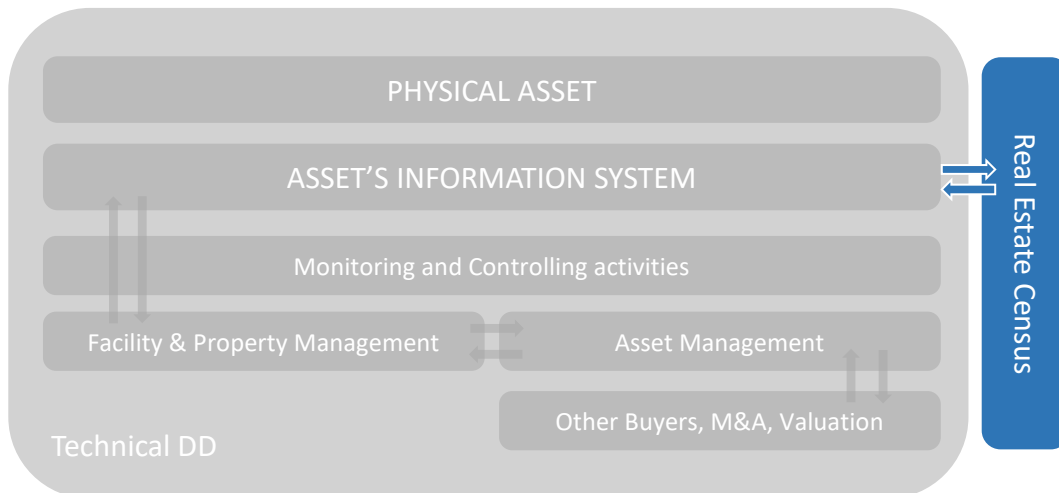 PHYSICAL ASSET
ASSET'S INFORMATION SYSTEM
Monitoring and Controlling activities
Facility & Property Management
Asset Management
Other Buyers, M&A, Valuation
Technical DD
Real Estate Census